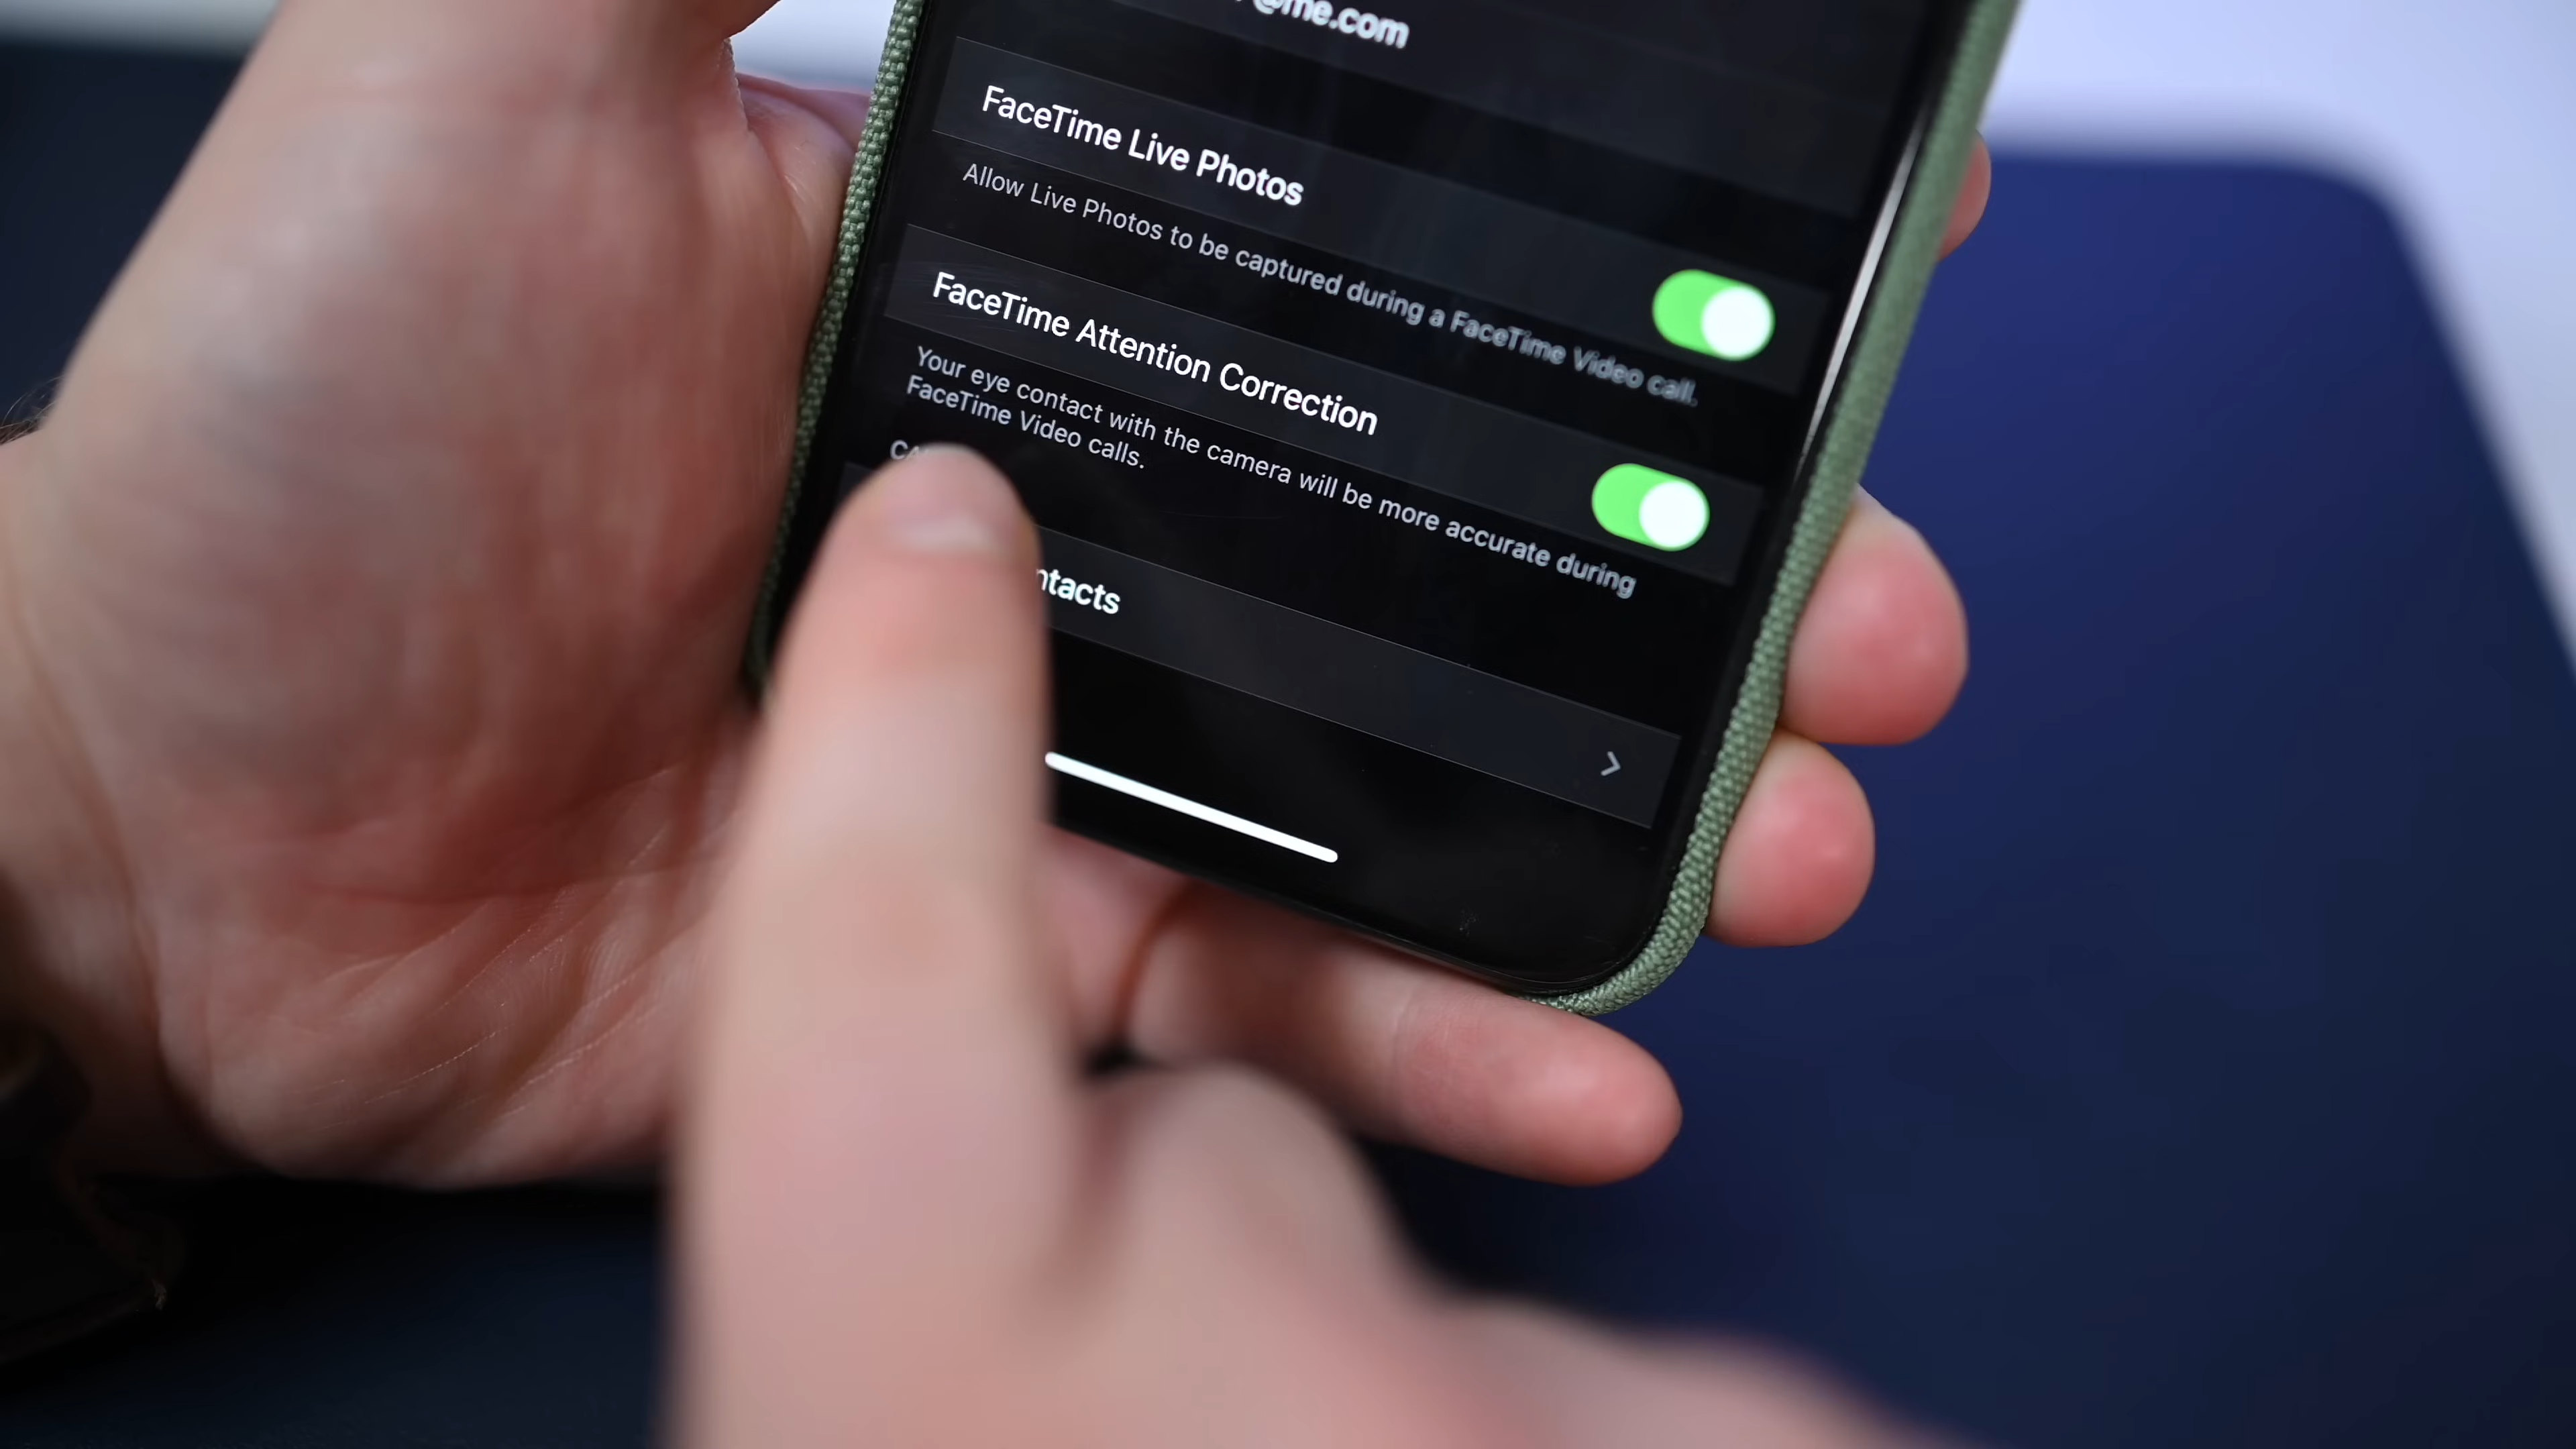 @me.com
FaceTime Live Photos
Allow Live Photos to be captured during a FaceTime Video call.
FaceTime Attention Correction
Your eye contact with the camera will be more accurate during
FaceTime Video calls.